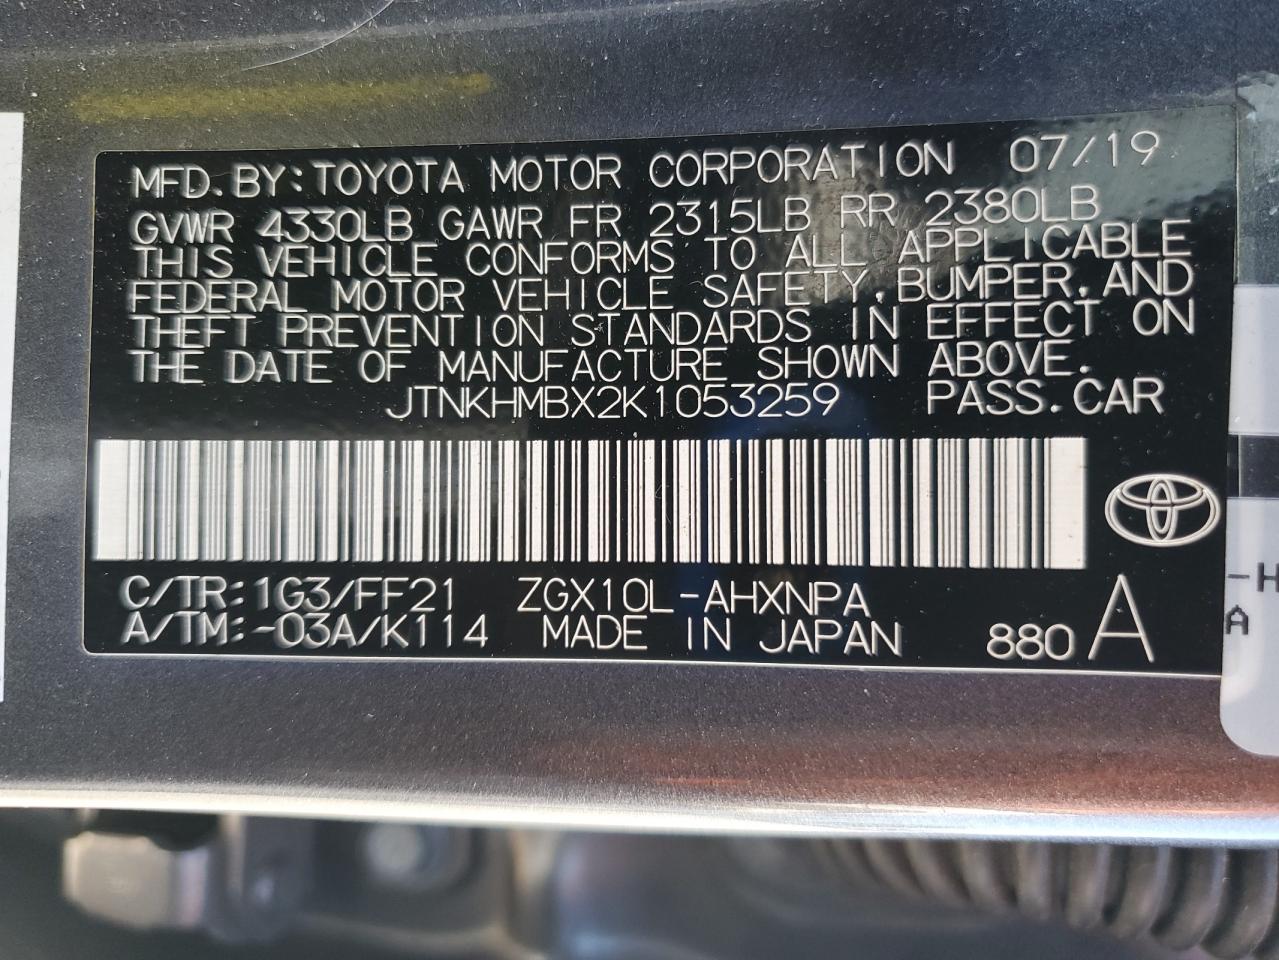 MFD. BY: TOYOTA MOTOR CORPORATION 07/19
GVWR 4330LB GAWR FR 2315LB RR 2380LB
THIS VEHICLE CONFORMS TO ALL APPLICABLE
FEDERAL MOTOR VEHICLE SAFETY, BUMPER, AND
THEFT PREVENTION STANDARDS IN EFFECT ON
THE DATE OF MANUFACTURE SHOWN ABOVE.
JTNKHMBX2K1053259 PASS. CAR
C/TR: 1G3/FF21 ZGX10L-AHXNPA
A/TM: -03A/K114 MADE IN JAPAN 880 A
-H
A